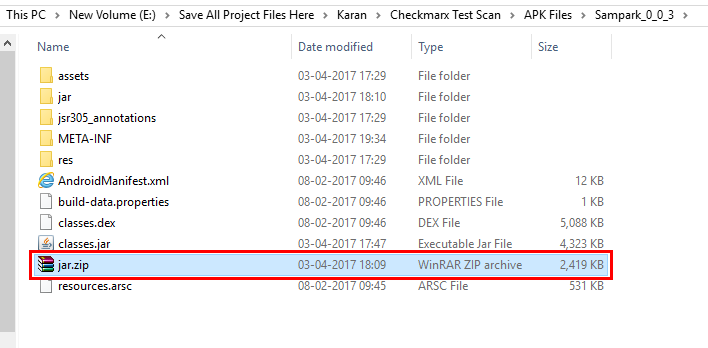 This PC > New Volume (E:) > Save All Project Files Here > Karan > Checkmarx Test Scan > APK Files > Sampark_0_0_3 >
Name Date modified Type Size
assets 03-04-2017 17:29 File folder
jar 03-04-2017 18:10 File folder
jsr305_annotations 03-04-2017 17:29 File folder
META-INF 03-04-2017 19:34 File folder
res 03-04-2017 17:29 File folder
AndroidManifest.xml 08-02-2017 09:46 XML File 12 KB
build-data.properties 08-02-2017 09:46 PROPERTIES File 1 KB
classes.dex 08-02-2017 09:46 DEX File 5,088 KB
classes.jar 03-04-2017 17:47 Executable Jar File 4,323 KB
jar.zip 03-04-2017 18:09 WinRAR ZIP archive 2,419 KB
resources.arsc 08-02-2017 09:45 ARSC File 531 KB